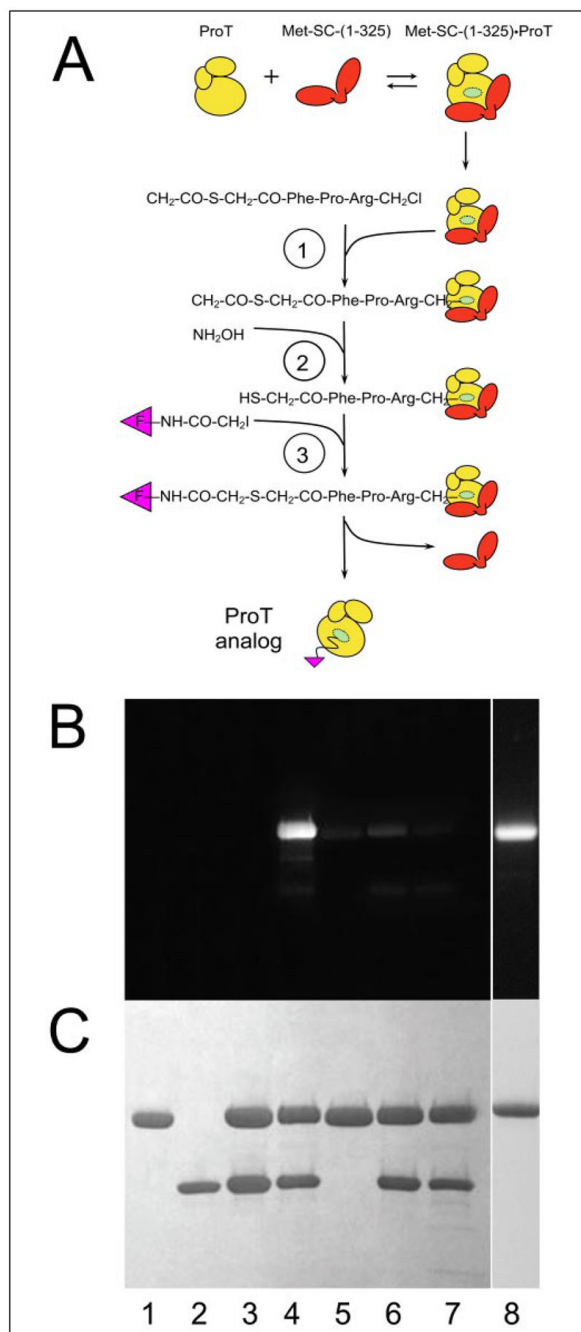 A
ProT
Met-SC-(1-325)
Met-SC-(1-325)•ProT
+
CH₂-CO-S-CH₂-CO-Phe-Pro-Arg-CH₂Cl
1
CH₂-CO-S-CH₂-CO-Phe-Pro-Arg-CH₂
NH₂OH
2
HS-CH₂-CO-Phe-Pro-Arg-CH₂
F-NH-CO-CH₂I
3
F-NH-CO-CH₂-S-CH₂-CO-Phe-Pro-Arg-CH₂
ProT
analog
B
C
1 2 3 4 5 6 7 8